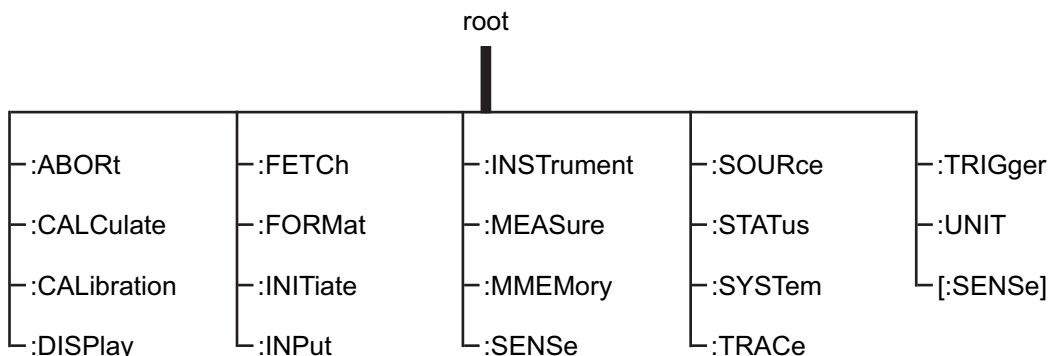 root
:ABORt
:CALCulate
:CALibration
:DISPlay
:FETCh
:FORMat
:INITiate
:INPut
:INSTrument
:MEASure
:MMEMory
:SENSe
:SOURce
:STATus
:SYSTem
:TRACe
:TRIGger
:UNIT
[:SENSe]